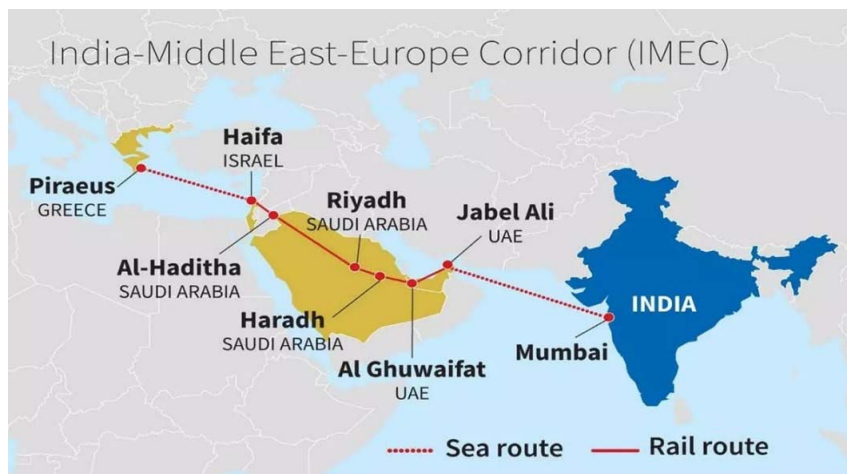 India-Middle East-Europe Corridor (IMEC)
Haifa
ISRAEL
Piraeus
GREECE
Riyadh
SAUDI ARABIA
Jabel Ali
UAE
Al-Haditha
SAUDI ARABIA
Haradh
SAUDI ARABIA
Al Ghuwaifat
UAE
INDIA
Mumbai
Sea route
Rail route